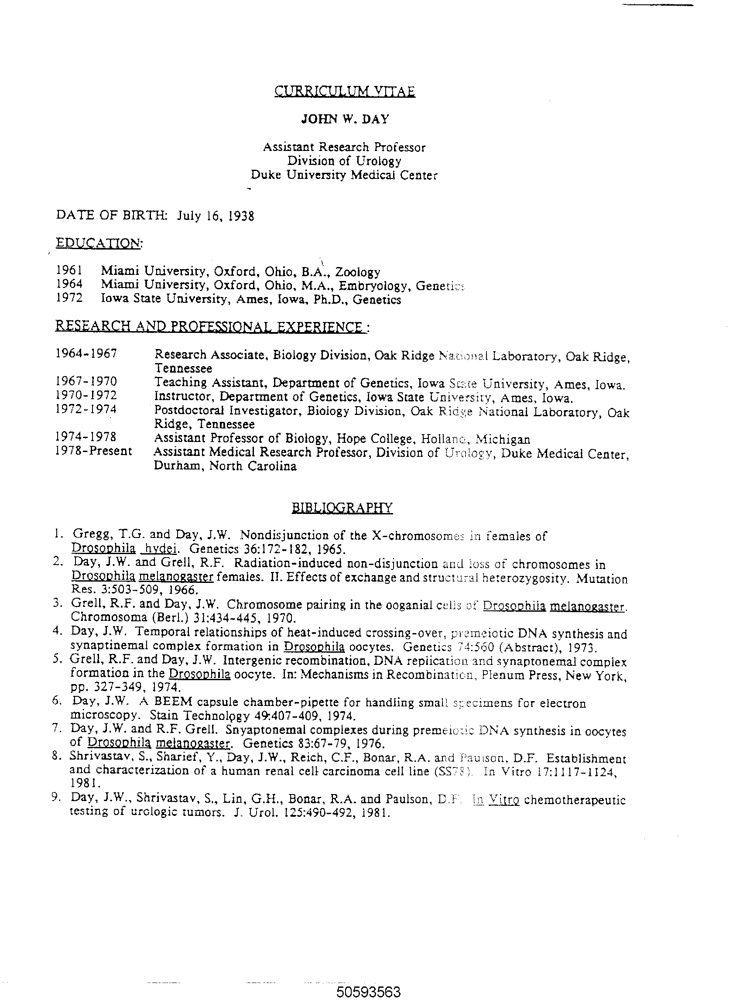 CURRICULUM VITAE
JOHN W. DAY
Assistant Research Professor
Division of Urology
Duke University Medical Center
DATE OF BIRTH: July 16, 1938
EDUCATION:
1961 Miami University, Oxford, Ohio, B.A., Zoology
1964 Miami University, Oxford, Ohio, M.A., Embryology, Genetics
1972 Iowa State University, Ames, Iowa, Ph.D., Genetics
RESEARCH AND PROFESSIONAL EXPERIENCE :
1964-1967 Research Associate, Biology Division, Oak Ridge National Laboratory, Oak Ridge,
Tennessee
1967-1970 Teaching Assistant, Department of Genetics, Iowa State University, Ames, Iowa.
1970-1972 Instructor, Department of Genetics, Iowa State University, Ames, Iowa.
1972-1974 Postdoctoral Investigator, Biology Division, Oak Ridge National Laboratory, Oak
Ridge, Tennessee
1974-1978 Assistant Professor of Biology, Hope College, Holland, Michigan
1978-Present Assistant Medical Research Professor, Division of Urology, Duke Medical Center,
Durham, North Carolina
BIBLIOGRAPHY
1. Gregg, T.G. and Day, J.W. Nondisjunction of the X-chromosomes in females of
Drosophila hydei. Genetics 36:172-182, 1965.
2. Day, J.W. and Grell, R.F. Radiation-induced non-disjunction and loss of chromosomes in
Drosophila melanogaster females. II. Effects of exchange and structural heterozygosity. Mutation
Res. 3:503-509, 1966.
3. Grell, R.F. and Day, J.W. Chromosome pairing in the ooganial cells of Drosophila melanogaster.
Chromosoma (Berl.) 31:434-445, 1970.
4. Day, J.W. Temporal relationships of heat-induced crossing-over, premeiotic DNA synthesis and
synaptinemal complex formation in Drosophila oocytes. Genetics 74:560 (Abstract), 1973.
5. Grell, R.F. and Day, J.W. Intergenic recombination, DNA replication and synaptonemal complex
formation in the Drosophila oocyte. In: Mechanisms in Recombination, Plenum Press, New York,
pp. 327-349, 1974.
6. Day, J.W. A BEEM capsule chamber-pipette for handling small specimens for electron
microscopy. Stain Technology 49:407-409, 1974.
7. Day, J.W. and R.F. Grell. Snyaptonemal complexes during premeiotic DNA synthesis in oocytes
of Drosophila melanogaster. Genetics 83:67-79, 1976.
8. Shrivastav, S., Sharief, Y., Day, J.W., Reich, C.F., Bonar, R.A. and Paulson, D.F. Establishment
and characterization of a human renal cell carcinoma cell line (SS78). In Vitro 17:1117-1124,
1981.
9. Day, J.W., Shrivastav, S., Lin, G.H., Bonar, R.A. and Paulson, D.F. In Vitro chemotherapeutic
testing of urologic tumors. J. Urol. 125:490-492, 1981.
50593563